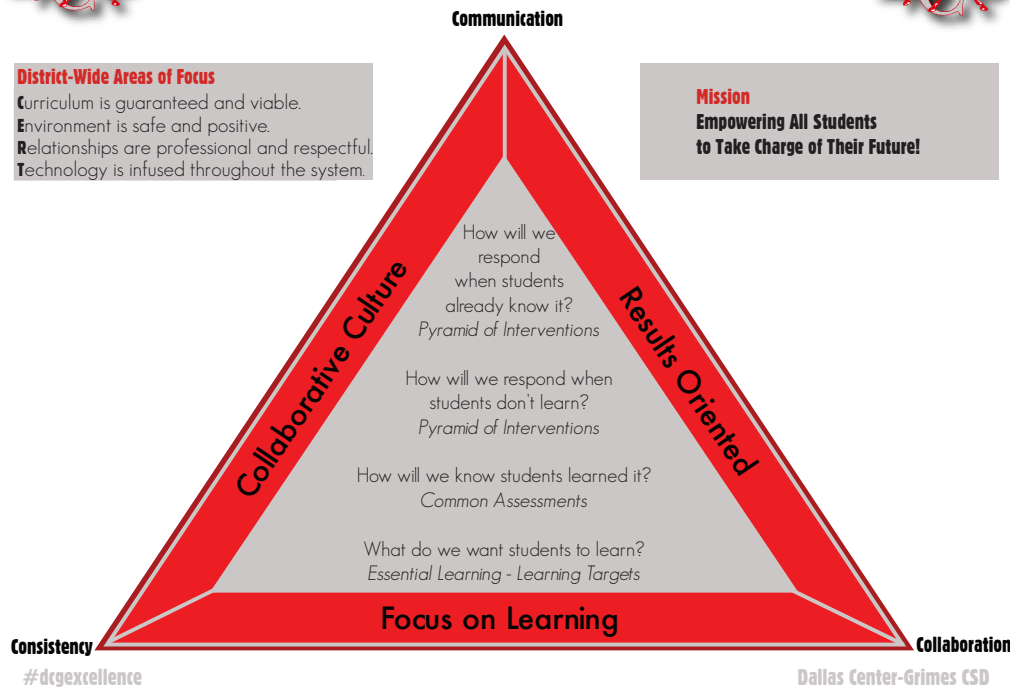 Communication
District-Wide Areas of Focus
Curriculum is guaranteed and viable.
Environment is safe and positive.
Relationships are professional and respectful.
Technology is infused throughout the system.
Mission
Empowering All Students
to Take Charge of Their Future!
How will we
respond
when students
already know it?
Pyramid of Interventions
How will we respond when
students don't learn?
Pyramid of Interventions
How will we know students learned it?
Common Assessments
What do we want students to learn?
Essential Learning - Learning Targets
Collaborative Culture
Results Oriented
Focus on Learning
Consistency
Collaboration
#dcgexcellence
Dallas Center-Grimes CSD